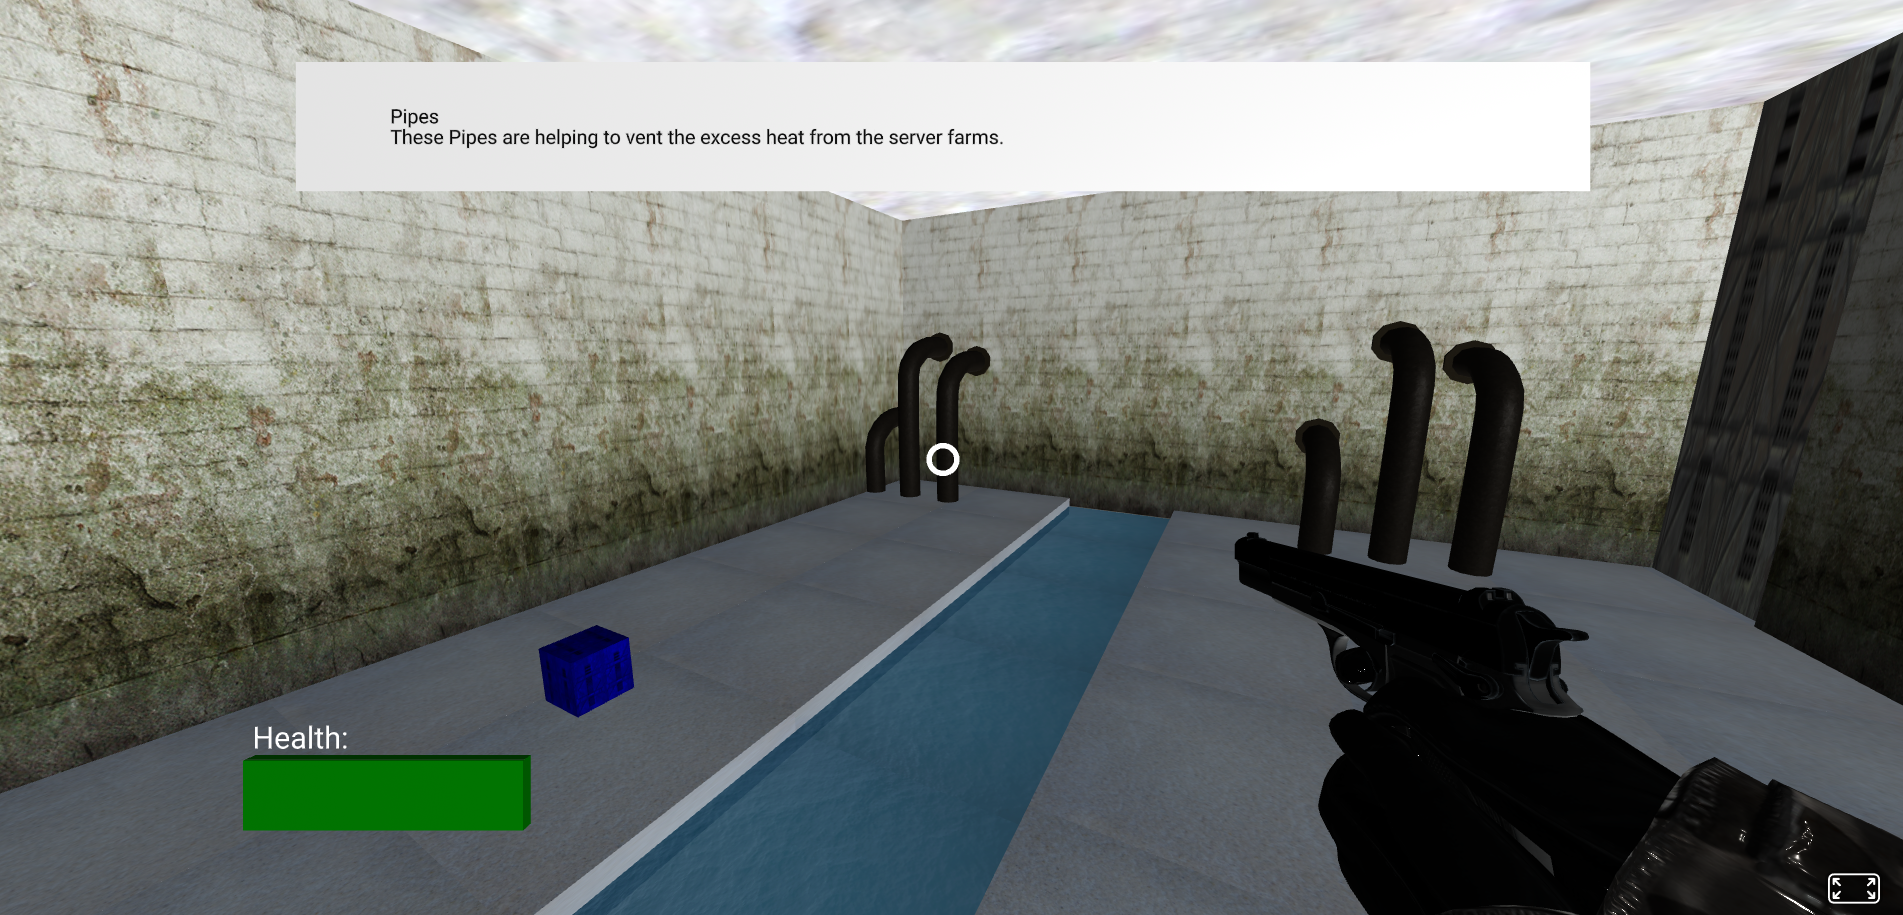 Pipes
These Pipes are helping to vent the excess heat from the server farms.
Health: